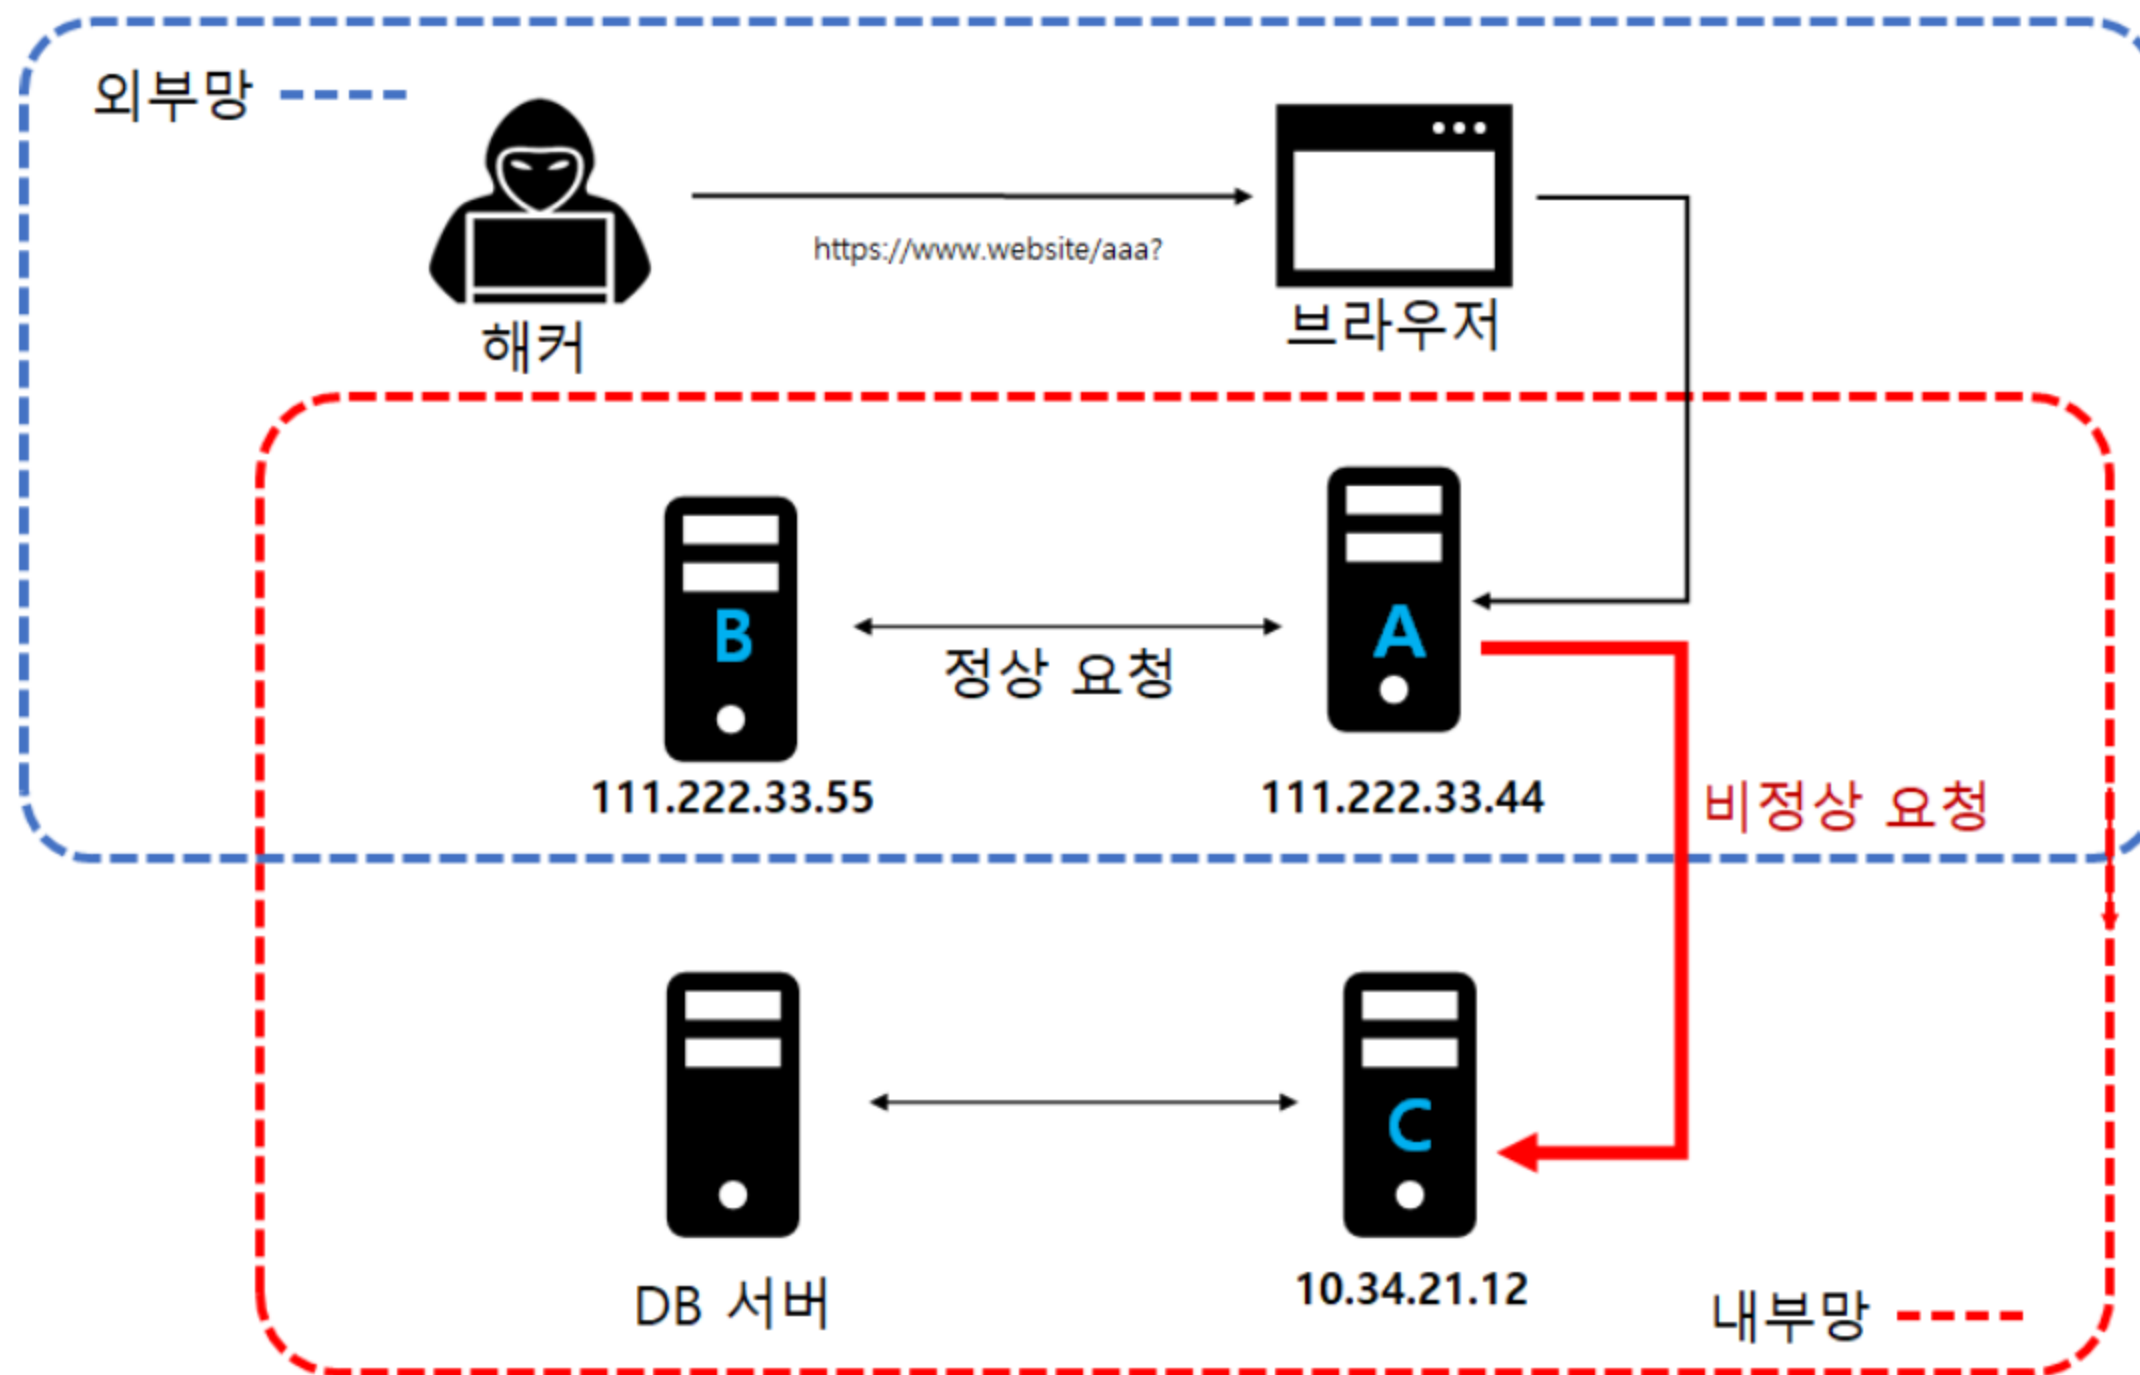 외부망
https://www.website/aaa?
해커
브라우저
B
A
정상 요청
111.222.33.55
111.222.33.44
비정상 요청
C
DB 서버
10.34.21.12
내부망